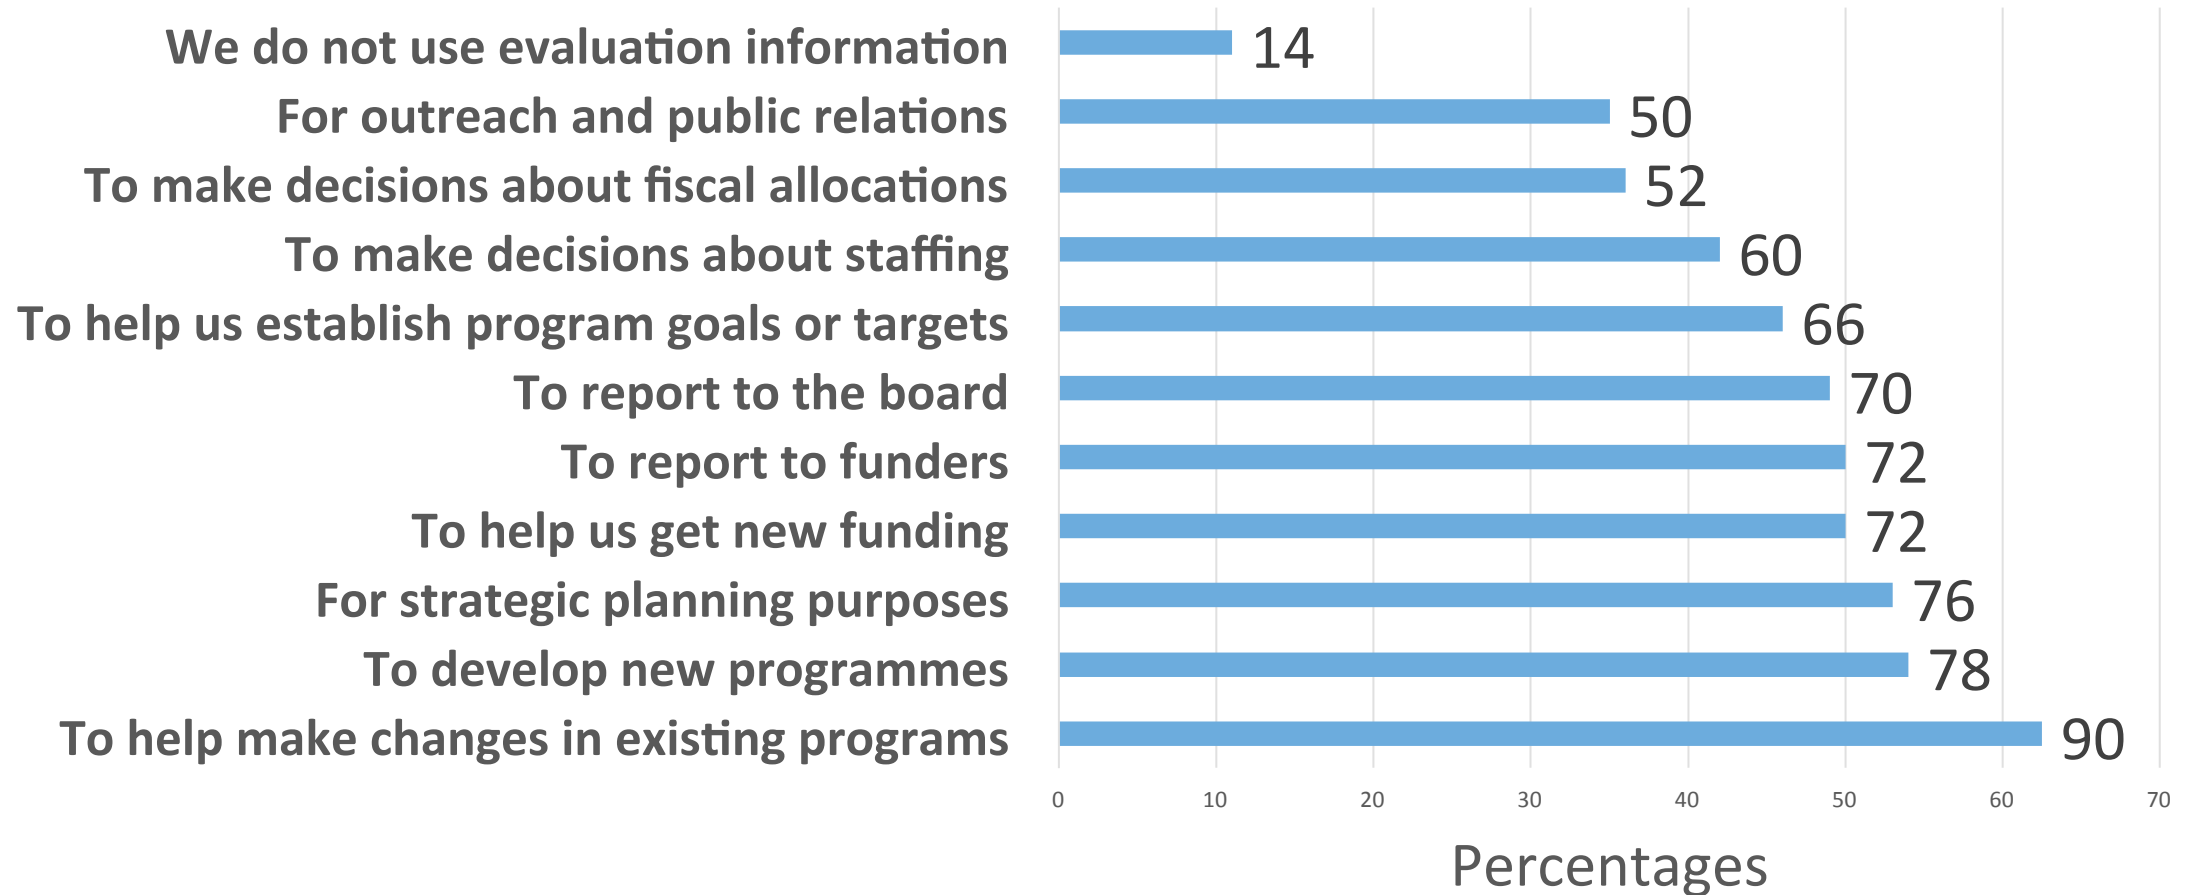 We do not use evaluation information 14
For outreach and public relations 50
To make decisions about fiscal allocations 52
To make decisions about staffing 60
To help us establish program goals or targets 66
To report to the board 70
To report to funders 72
To help us get new funding 72
For strategic planning purposes 76
To develop new programmes 78
To help make changes in existing programs 90
0 10 20 30 40 50 60 70
Percentages